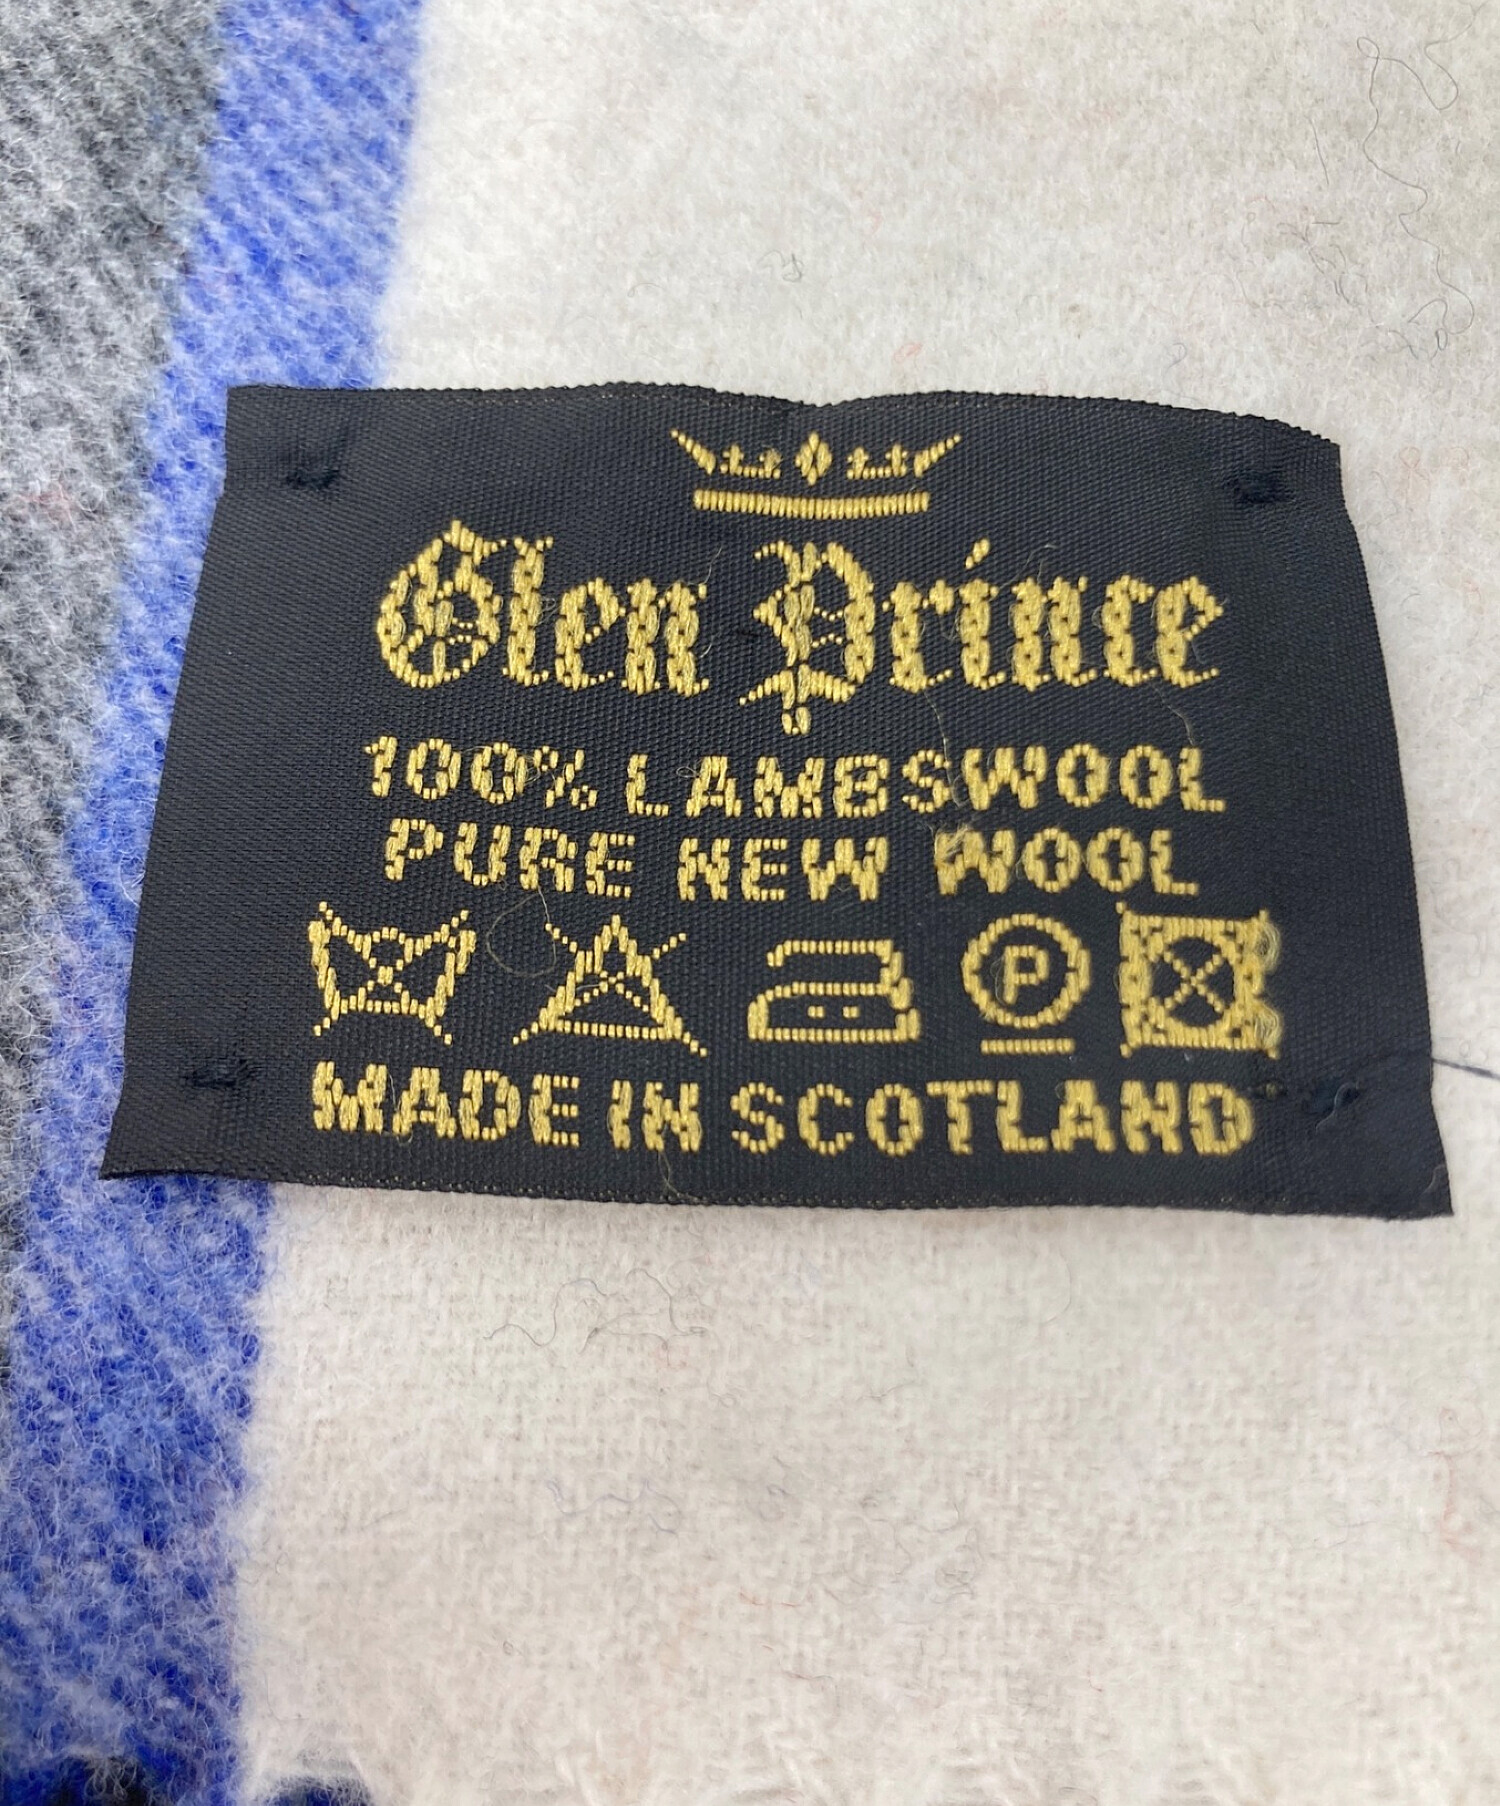 Glen Prince
100% LAMBSWOOL
PURE NEW WOOL
P
MADE IN SCOTLAND